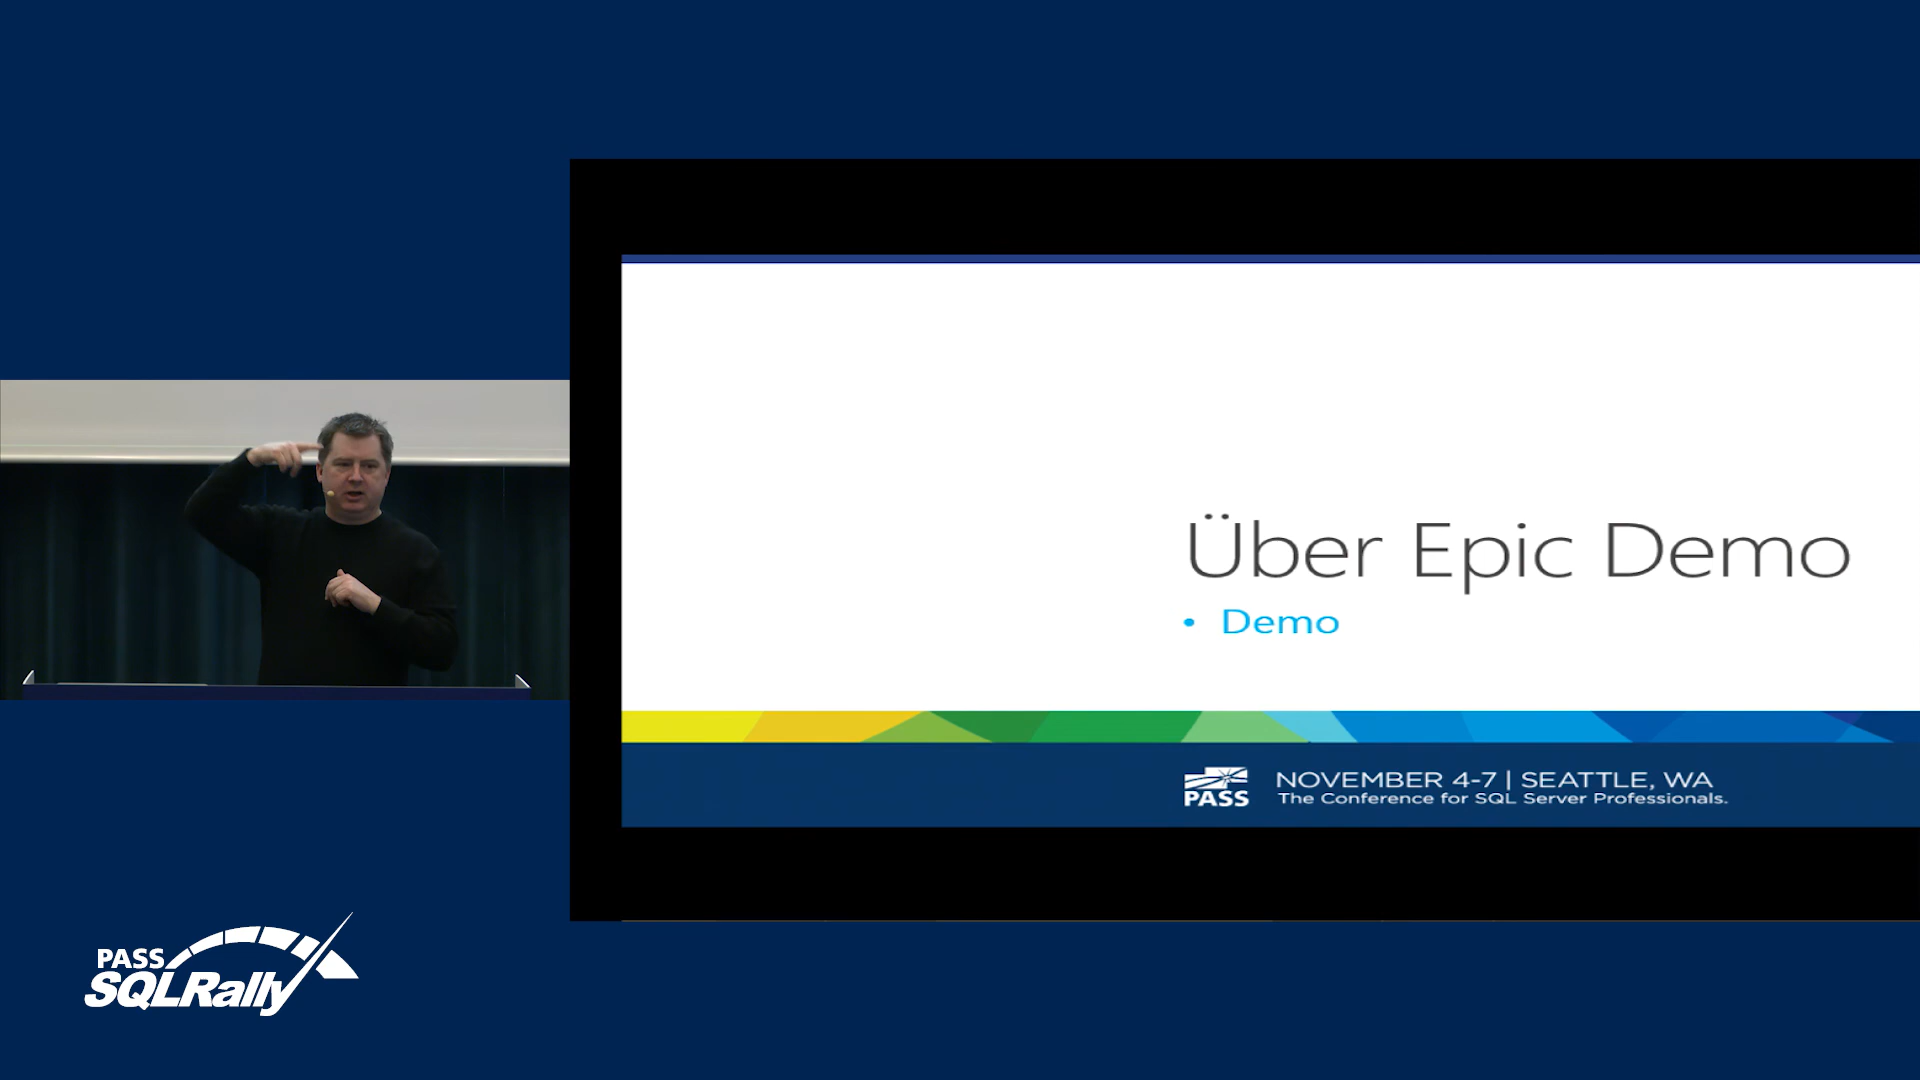 Über Epic Demo
• Demo
PASS
NOVEMBER 4-7 | SEATTLE, WA
The Conference for SQL Server Professionals.
PASS
SQLRally